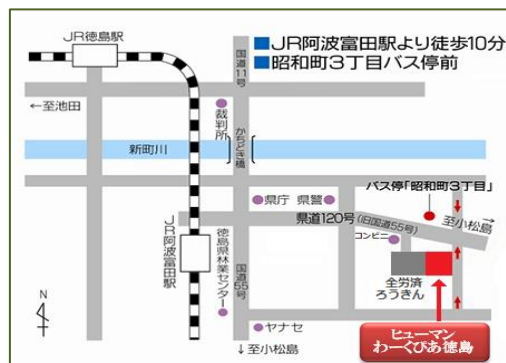 JR徳島駅
■JR阿波富田駅より徒歩10分
■昭和町3丁目バス停前
国道11号
←至池田
裁判所
かちどき橋
新町川
県庁 県警
バス停「昭和町3丁目」
県道120号(旧国道55号)
至小松島→
コンビニ
JR阿波富田駅
徳島県林業センター
国道55号
全労済
ろうきん
N
ヤナセ
↓至小松島
ヒューマン
わーくぴあ徳島